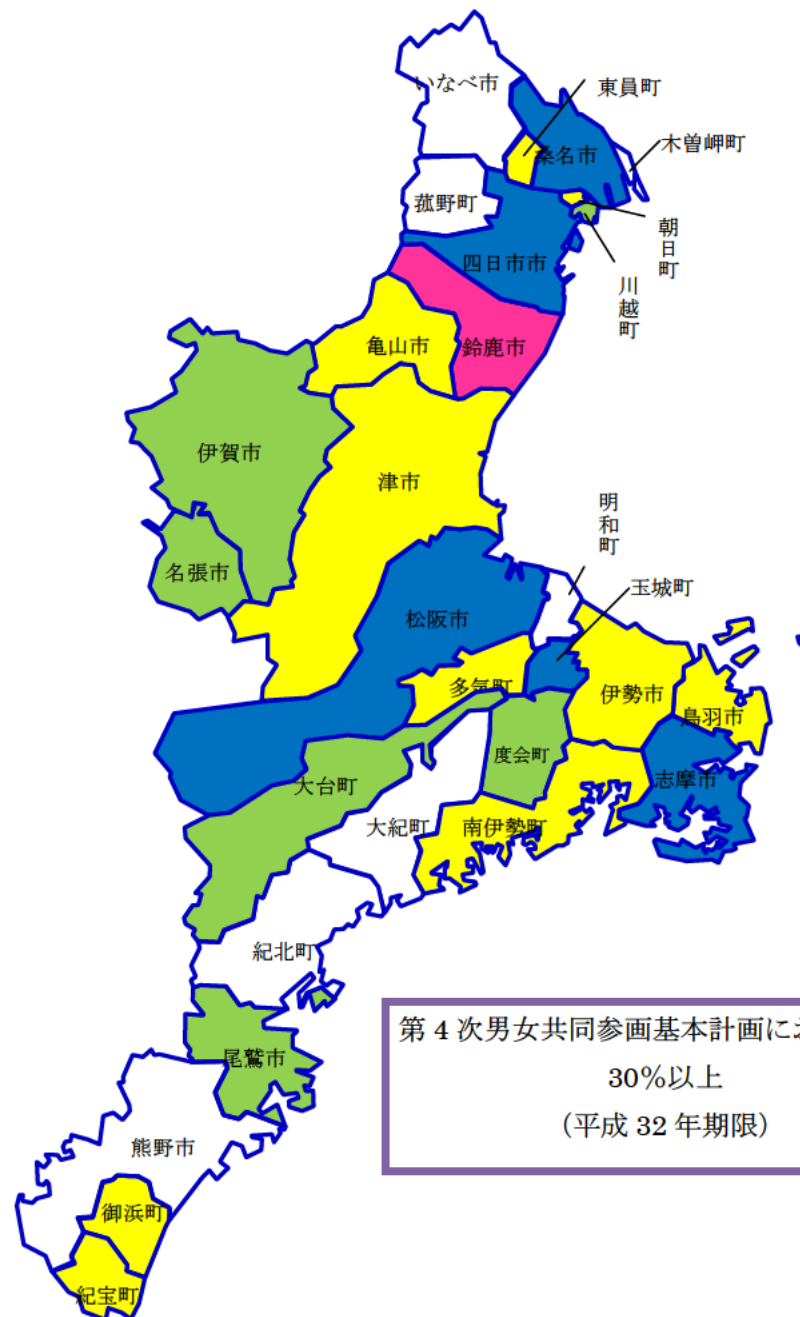 いなべ市
東員町
桑名市
木曽岬町
菰野町
朝日町
四日市市
川越町
亀山市
鈴鹿市
伊賀市
津市
明和町
名張市
玉城町
松阪市
多気町
伊勢市
鳥羽市
度会町
志摩市
大台町
大紀町
南伊勢町
紀北町
第4次男女共同参画基本計画に
30%以上
(平成 32 年期限)
尾鷲市
熊野市
御浜町
紀宝町